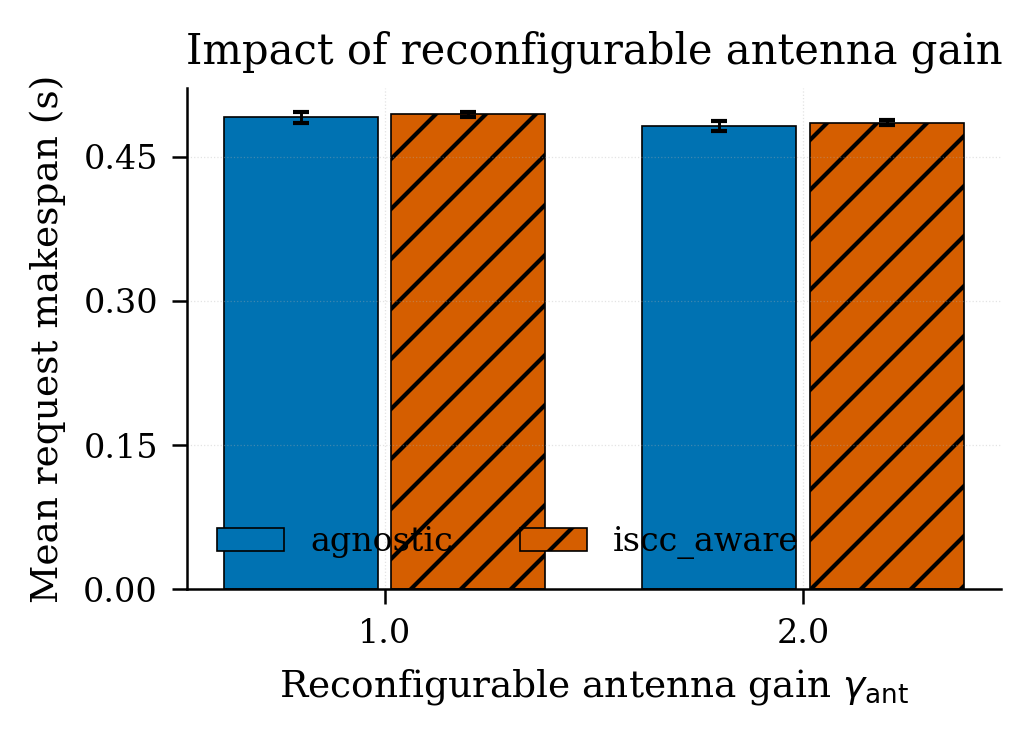 Impact of reconfigurable antenna gain
Mean request makespan (s)
0.45
0.30
0.15
0.00
agnostic
iscc_aware
1.0
2.0
Reconfigurable antenna gain γ_ant